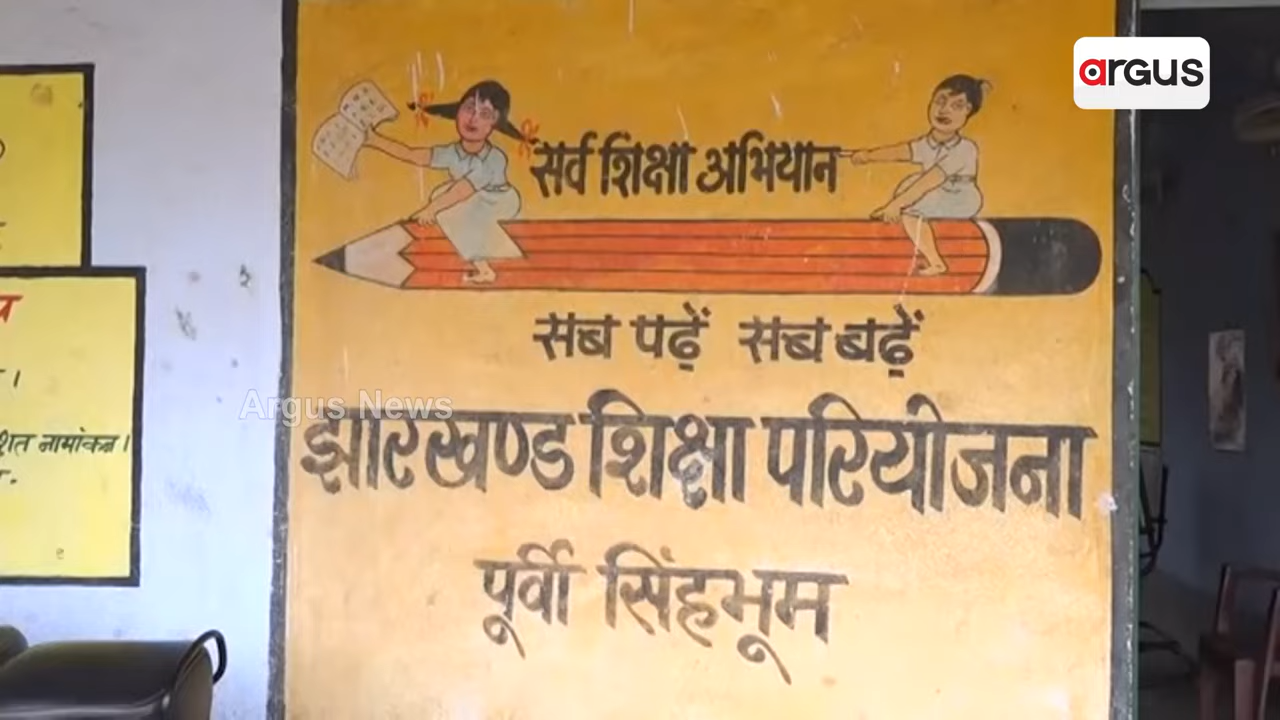 argus
सर्व शिक्षा अभियान
सब पढ़ें सब बढ़ें
Argus News
झारखण्ड शिक्षा परियोजना
पूर्वी सिंहभूम
नामांकन।